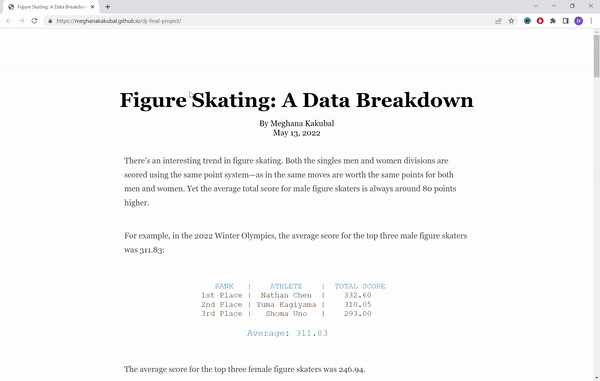 Figure Skating: A Data Breakdown
https://meghanakakubal.github.io/dj-final-project/
M
Figure Skating: A Data Breakdown
By Meghana Kakubal
May 13, 2022
There's an interesting trend in figure skating. Both the singles men and women divisions are
scored using the same point system—as in the same moves are worth the same points for both
men and women. Yet the average total score for male figure skaters is always around 80 points
higher.
For example, in the 2022 Winter Olympics, the average score for the top three male figure skaters
was 311.83:
RANK | ATHLETE | TOTAL SCORE
1st Place | Nathan Chen | 332.60
2nd Place | Yuma Kagiyama | 310.05
3rd Place | Shoma Uno | 293.00
Average: 311.83
The average score for the top three female figure skaters was 246.94.